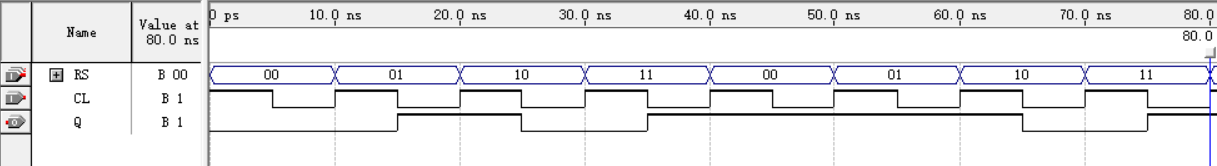 0 ps 10.0 ns 20.0 ns 30.0 ns 40.0 ns 50.0 ns 60.0 ns 70.0 ns 80.0
Name Value at 80.0 ns
80.0
RS B 00 00 01 10 11 00 01 10 11
CL B 1
Q B 1